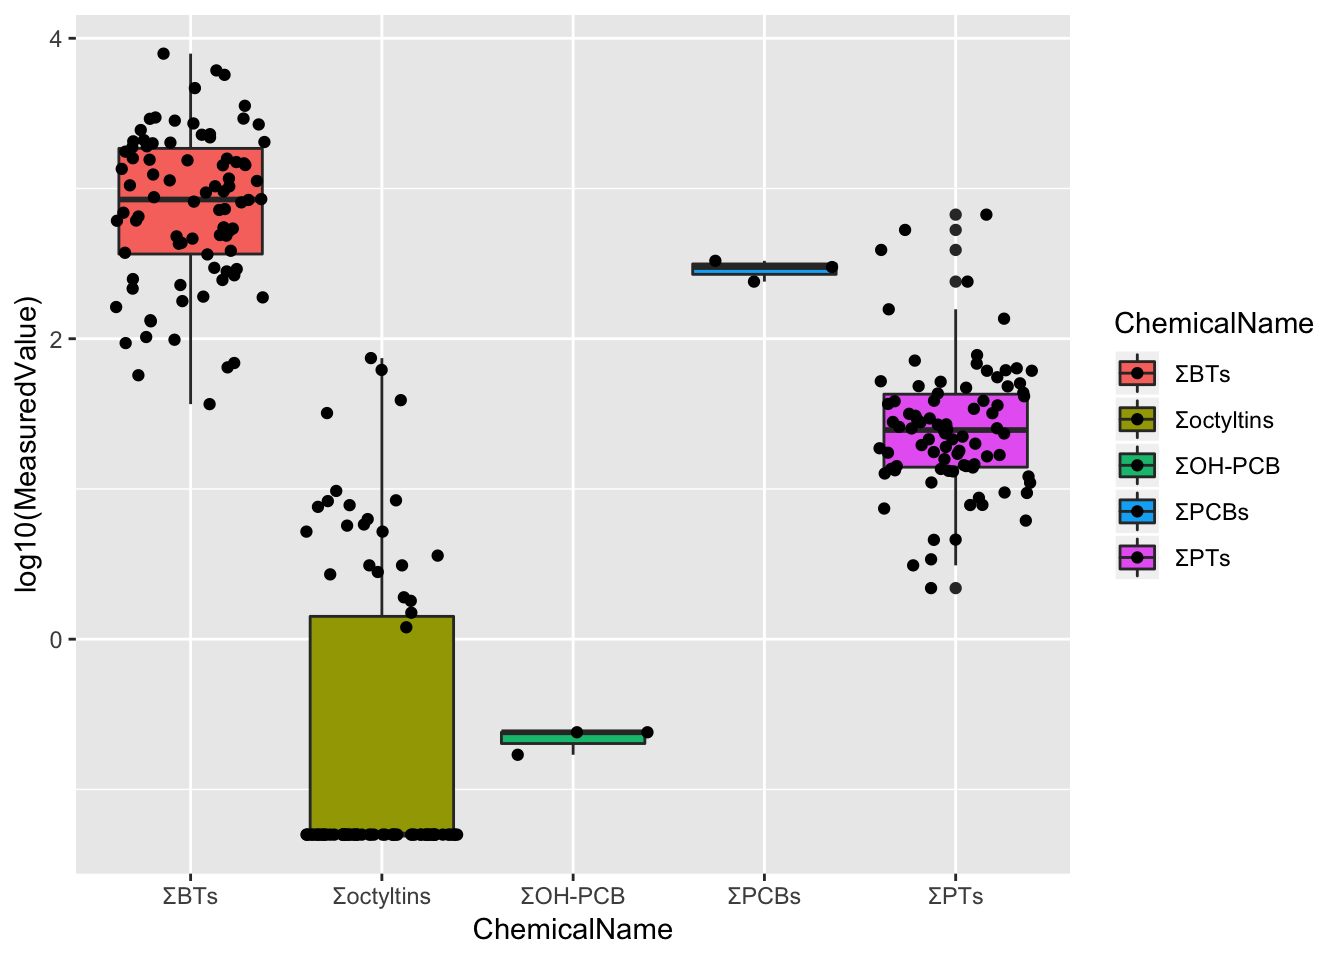 log10(MeasuredValue)
4
2
0
ΣBTs Σoctyltins ΣOH-PCB ΣPCBs ΣPTs
ChemicalName
ChemicalName
ΣBTs
Σoctyltins
ΣOH-PCB
ΣPCBs
ΣPTs